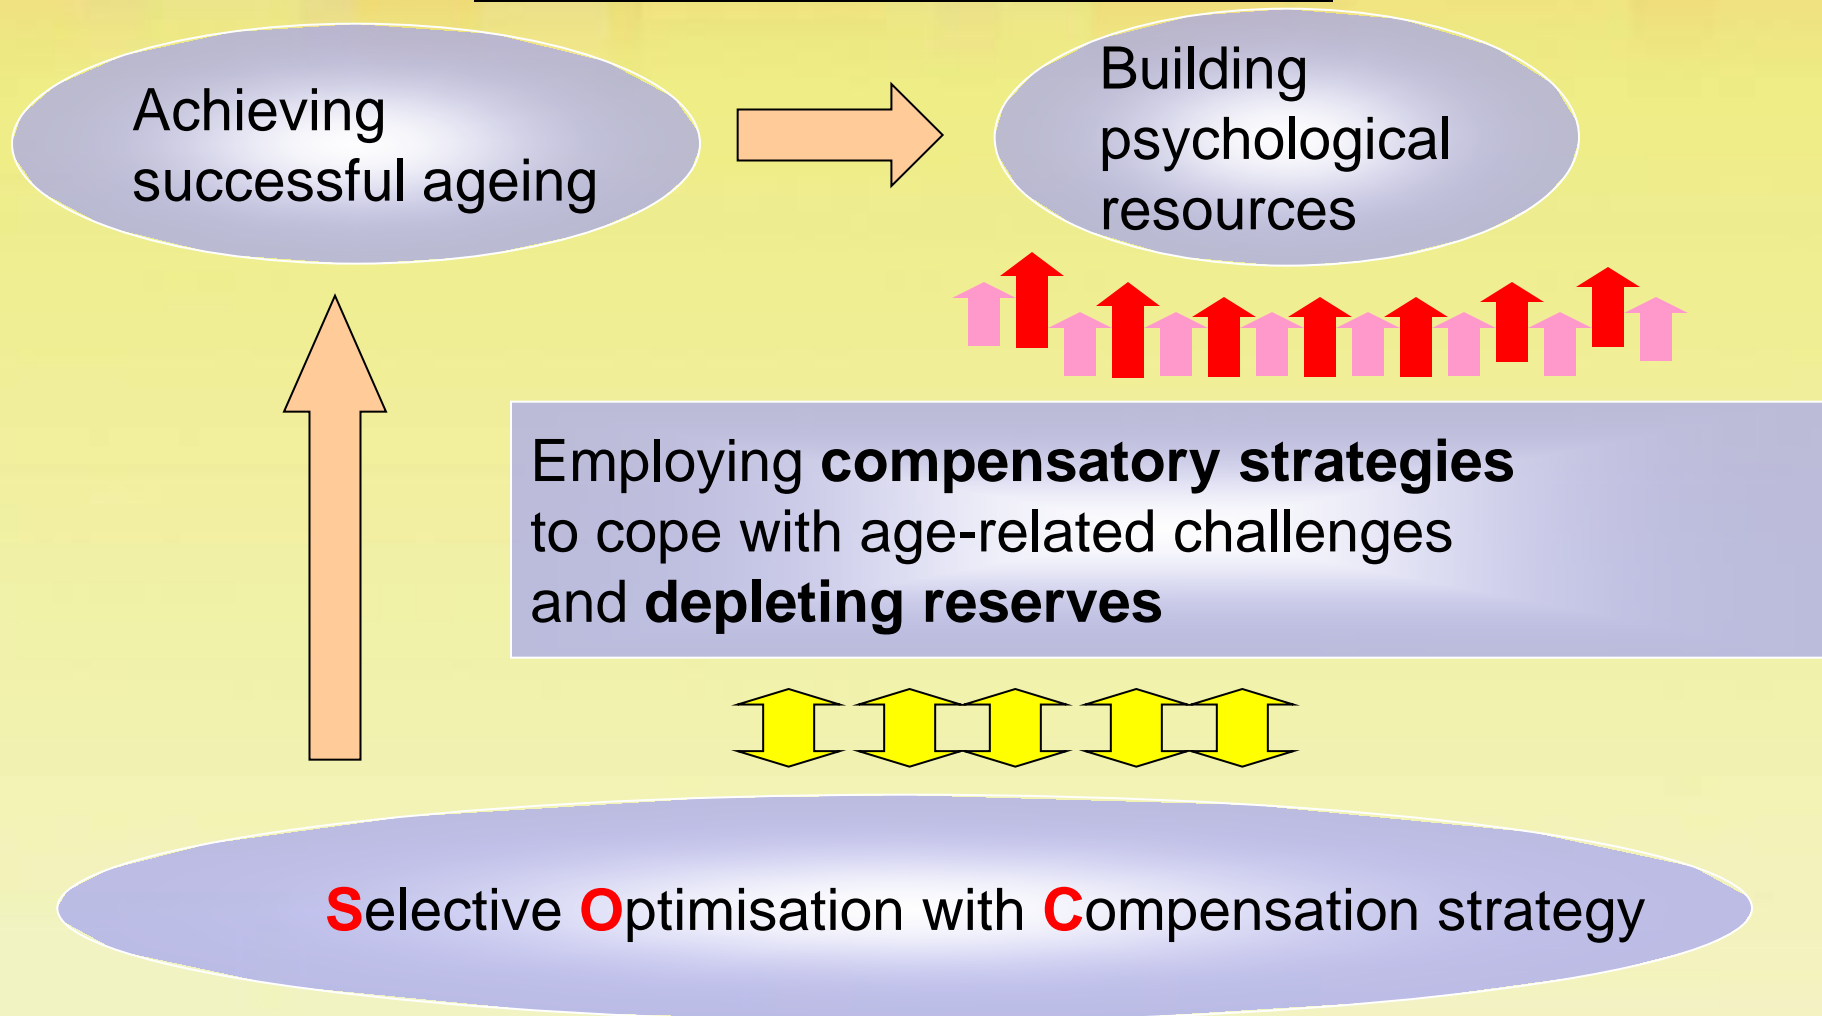 Achieving
successful ageing
Building
psychological
resources
Employing compensatory strategies
to cope with age-related challenges
and depleting reserves
Selective Optimisation with Compensation strategy